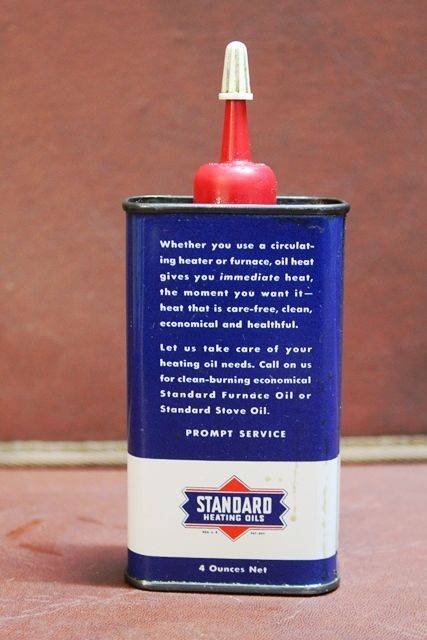 Whether you use a circulat-
ing heater or furnace, oil heat
gives you immediate heat,
the moment you want it—
heat that is care-free, clean,
economical and healthful.
Let us take care of your
heating oil needs. Call on us
for clean-burning economical
Standard Furnace Oil or
Standard Stove Oil.
PROMPT SERVICE
STANDARD
HEATING OILS
4 Ounces Net